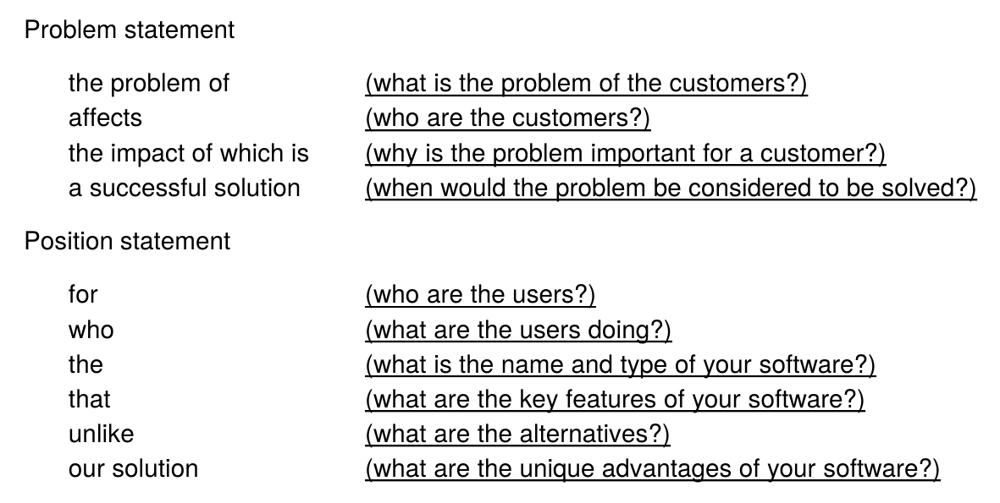 Problem statement
the problem of (what is the problem of the customers?)
affects (who are the customers?)
the impact of which is (why is the problem important for a customer?)
a successful solution (when would the problem be considered to be solved?)
Position statement
for (who are the users?)
who (what are the users doing?)
the (what is the name and type of your software?)
that (what are the key features of your software?)
unlike (what are the alternatives?)
our solution (what are the unique advantages of your software?)